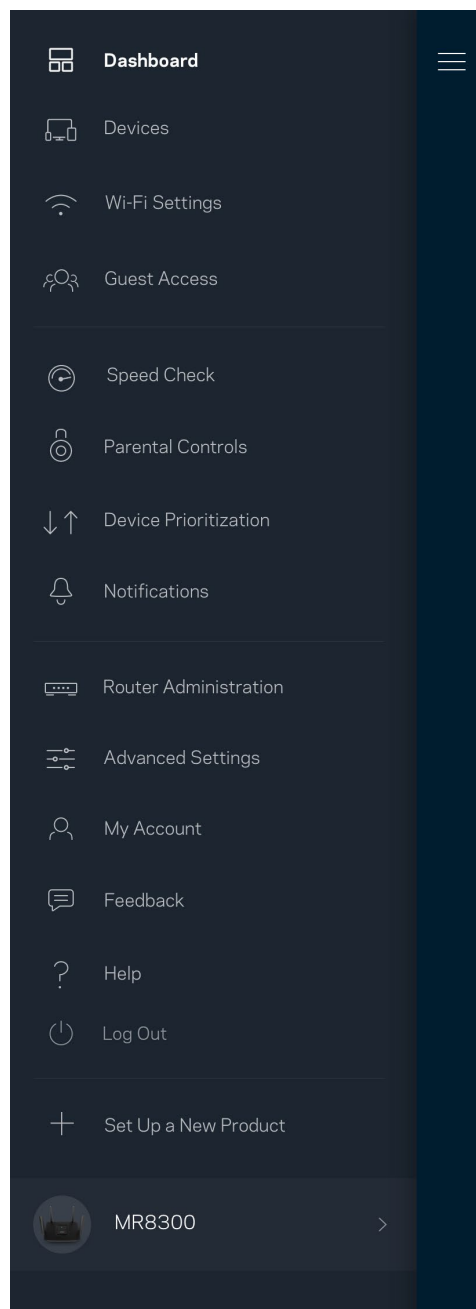 Dashboard
Devices
Wi-Fi Settings
Guest Access
Speed Check
Parental Controls
Device Prioritization
Notifications
Router Administration
Advanced Settings
My Account
Feedback
Help
Log Out
Set Up a New Product
MR8300